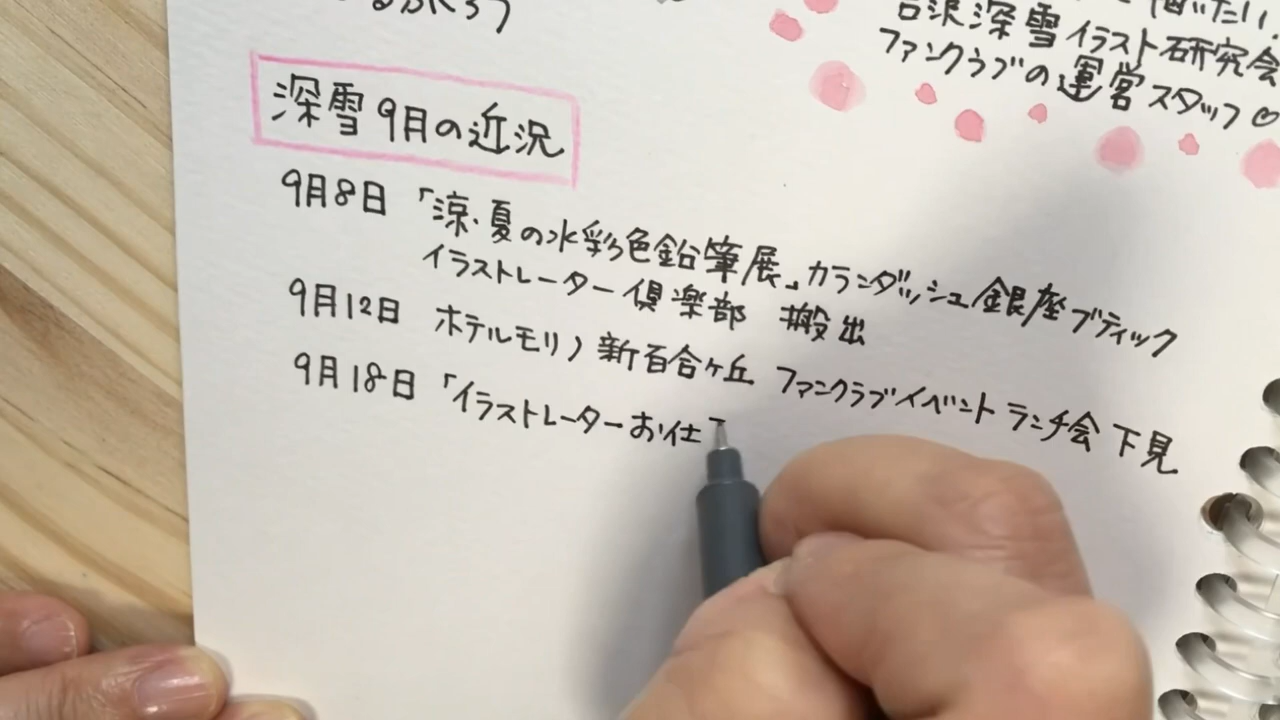 描いたり.
呂沢深雪イラスト研究会
ファンクラブの運営スタッフ♡
深雪9月の近況
9月8日 「涼・夏の水彩色鉛筆展」カランダッシュ銀座ブティック
イラストレーター倶楽部 搬出
9月12日 ホテルモリノ新百合ヶ丘 ファンクラブイベントランチ会下見
9月18日 「イラストレーターお仕